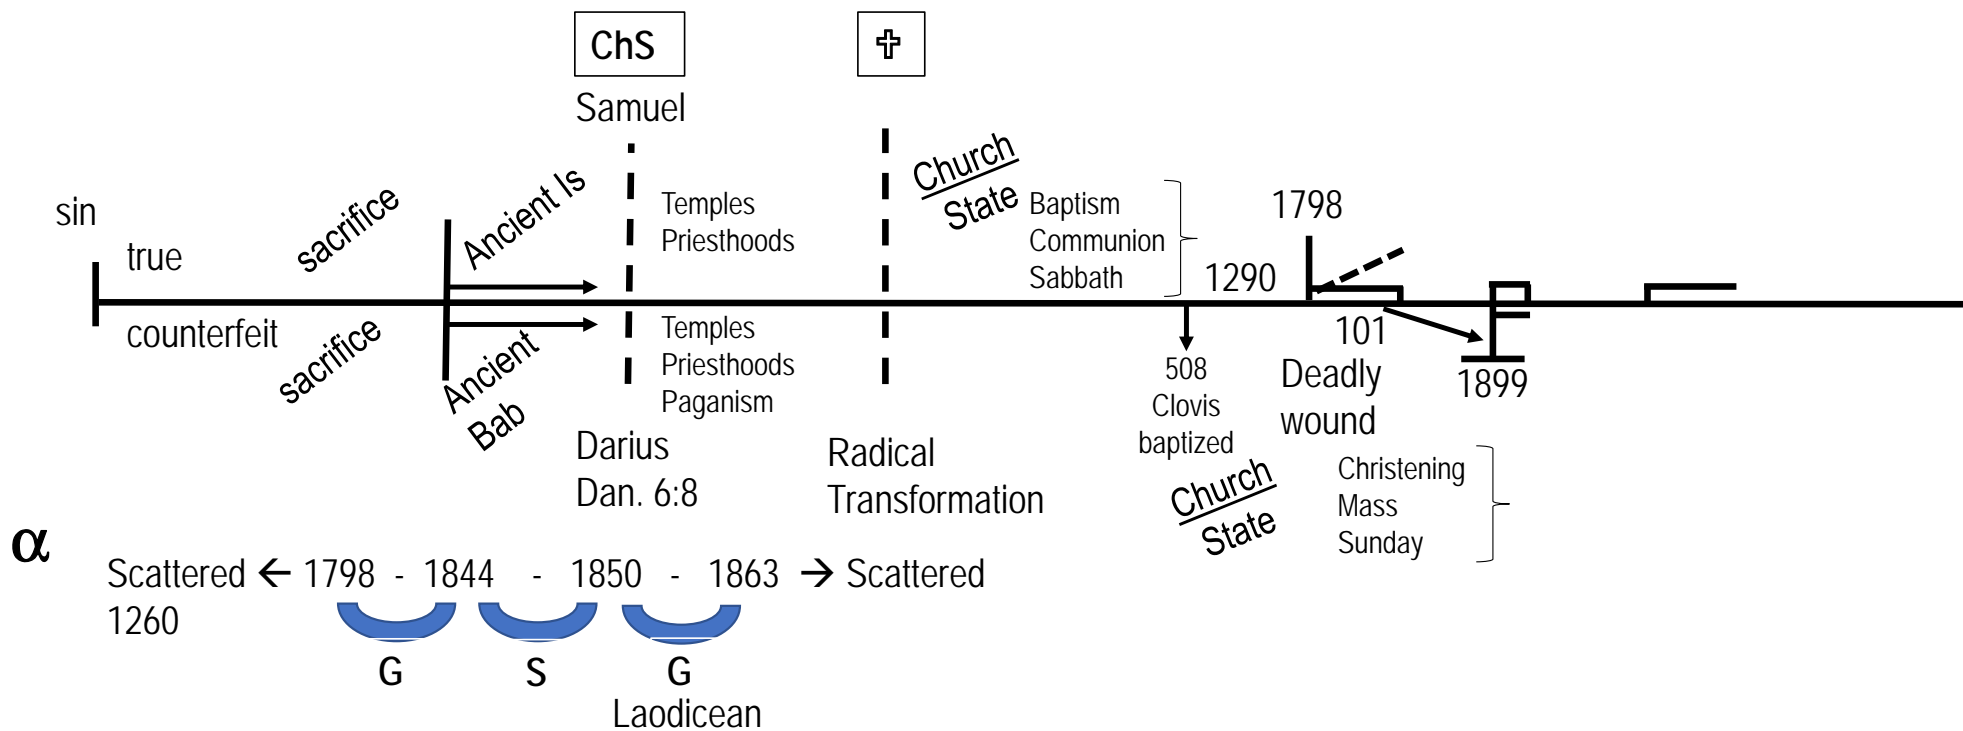 ChS
✞
Samuel
sin
true
sacrifice
Ancient Is
Temples
Priesthoods
Church
State
Baptism
Communion
Sabbath
1290
1798
counterfeit
sacrifice
Ancient
Bab
Temples
Priesthoods
Paganism
Darius
Dan. 6:8
Radical
Transformation
508
Clovis
baptized
Church
State
101
Deadly
wound
1899
Christening
Mass
Sunday
α
Scattered ← 1798 - 1844 - 1850 - 1863 → Scattered
1260
G S G
Laodicean